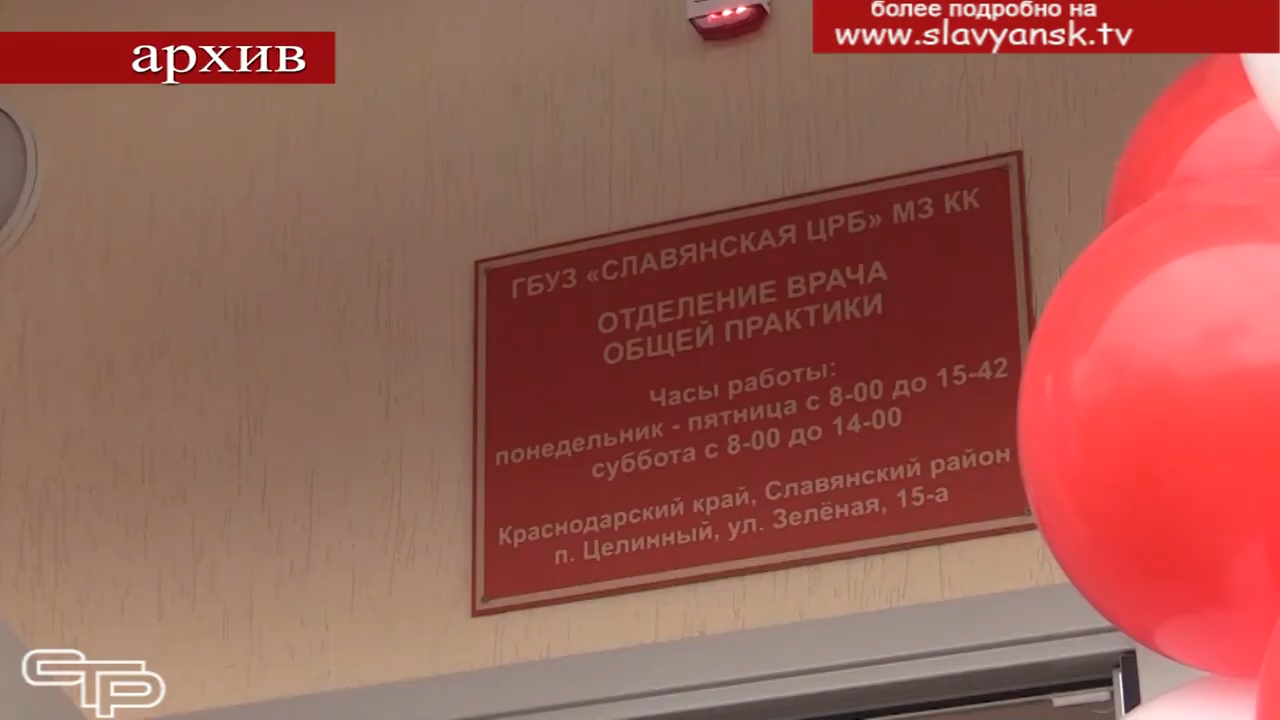 более подробно на
www.slavyansk.tv
архив
ГБУЗ «СЛАВЯНСКАЯ ЦРБ» МЗ КК
ОТДЕЛЕНИЕ ВРАЧА
ОБЩЕЙ ПРАКТИКИ
Часы работы:
понедельник - пятница с 8-00 до 15-42
суббота с 8-00 до 14-00
Краснодарский край, Славянский район
п. Целинный, ул. Зелёная, 15-а
СТР